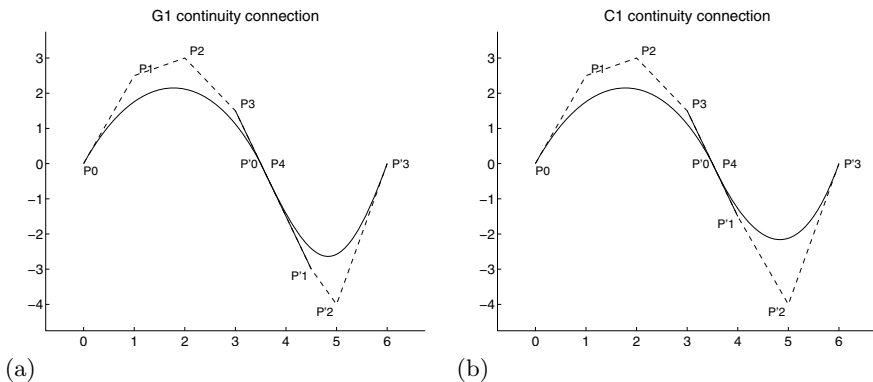 G1 continuity connection
3
2
1
0
−1
−2
−3
−4
0 1 2 3 4 5 6
P0
P1
P2
P3
P'0 P4
P'1
P'2
P'3
(a)
C1 continuity connection
3
2
1
0
−1
−2
−3
−4
0 1 2 3 4 5 6
P0
P1
P2
P3
P'0 P4
P'1
P'2
P'3
(b)